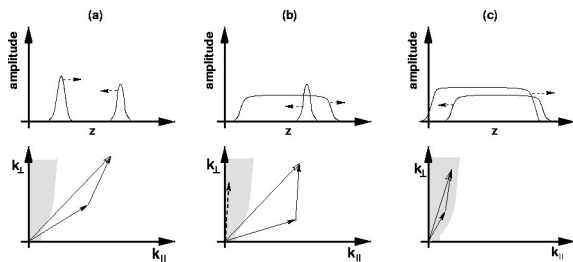 (a)
(b)
(c)
amplitude
z
amplitude
z
amplitude
z
k⊥
k||
k⊥
k||
k⊥
k||